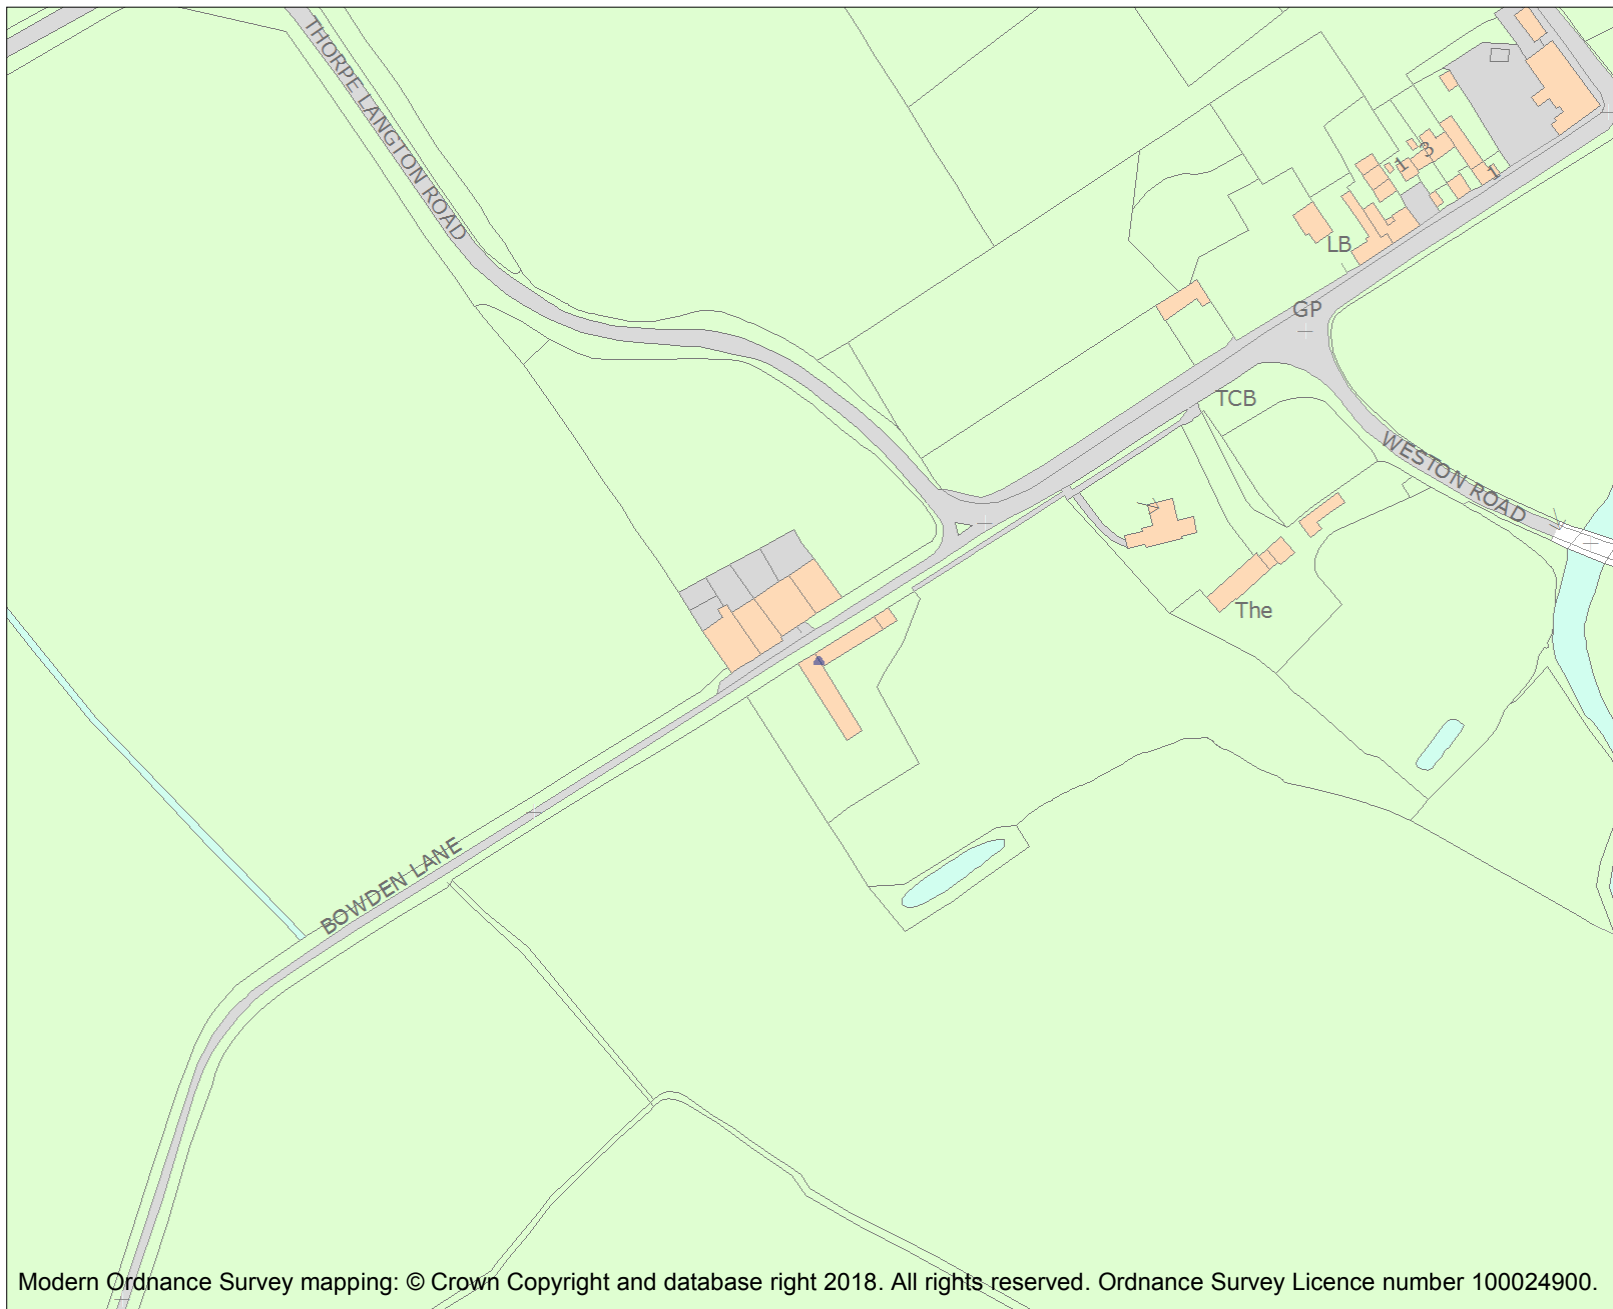 THORPE LANGTON ROAD
3
1
1
LB
GP
TCB
WESTON ROAD
The
BOWDEN LANE
Modern Ordnance Survey mapping: © Crown Copyright and database right 2018. All rights reserved. Ordnance Survey Licence number 100024900.